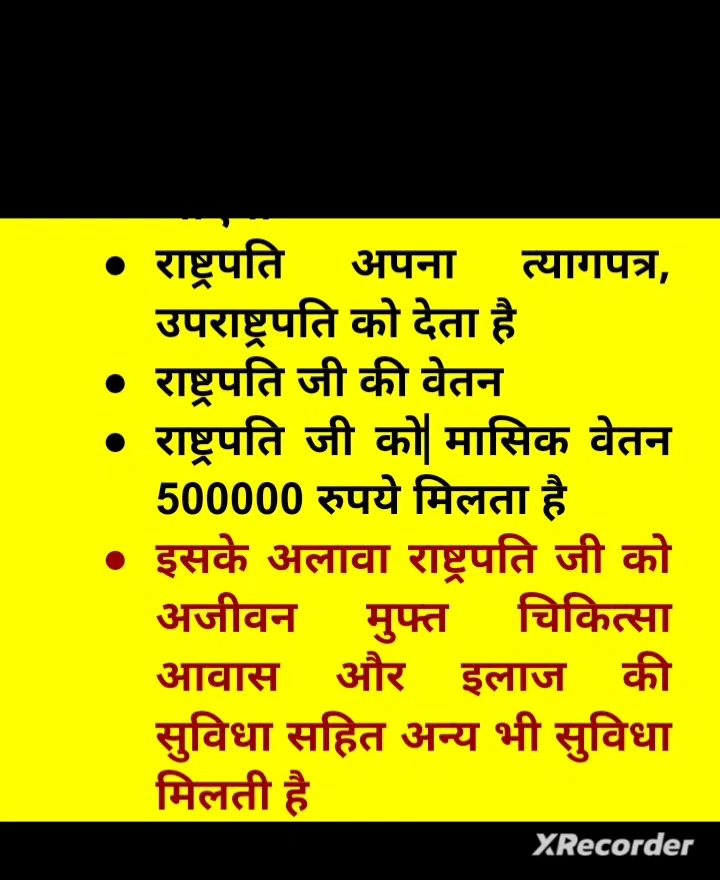 ● राष्ट्रपति अपना त्यागपत्र,
उपराष्ट्रपति को देता है
● राष्ट्रपति जी की वेतन
● राष्ट्रपति जी को मासिक वेतन
500000 रुपये मिलता है
● इसके अलावा राष्ट्रपति जी को
अजीवन मुफ्त चिकित्सा
आवास और इलाज की
सुविधा सहित अन्य भी सुविधा
मिलती है
XRecorder